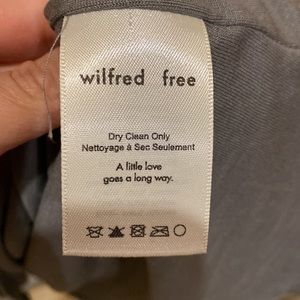 wilfred free
Dry Clean Only
Nettoyage à Sec Seulement
A little love
goes a long way.